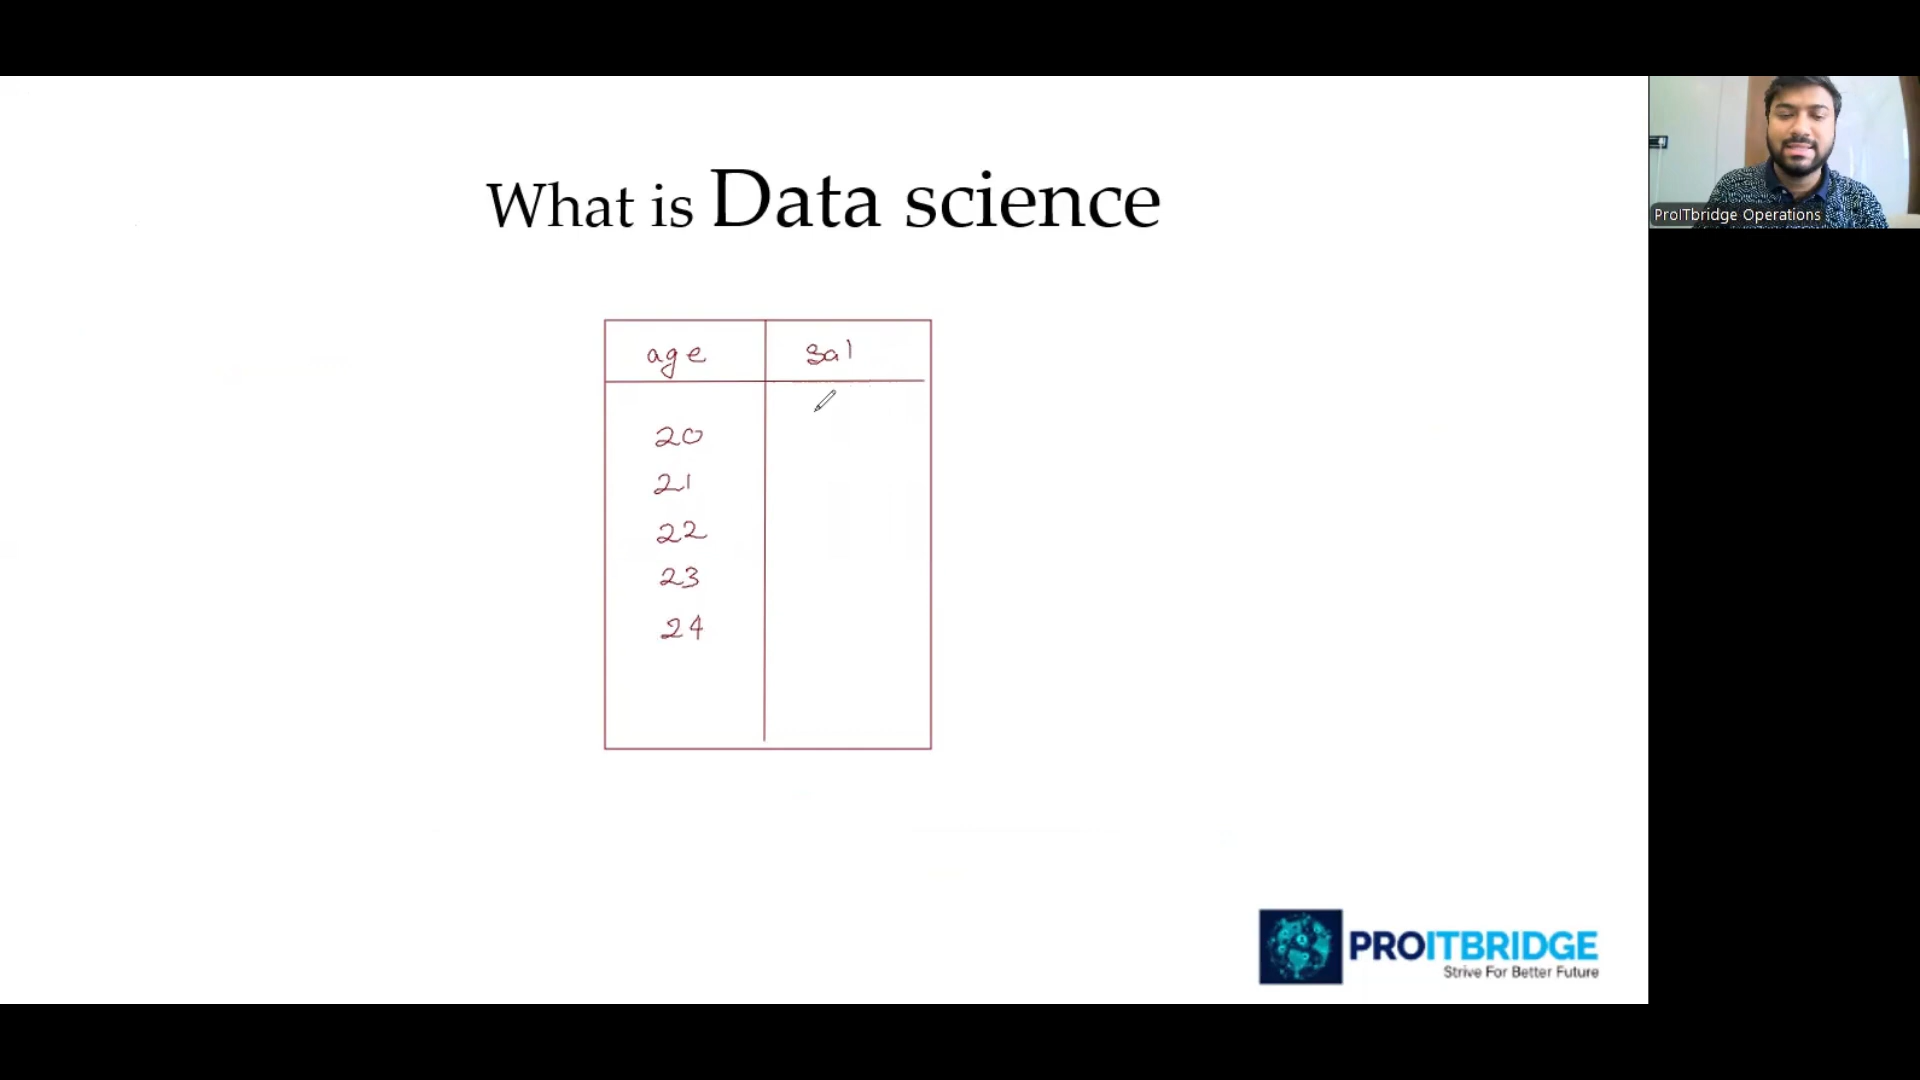 What is Data science
age sal
20
21
22
23
24
ProITbridge Operations
PROITBRIDGE
Strive For Better Future